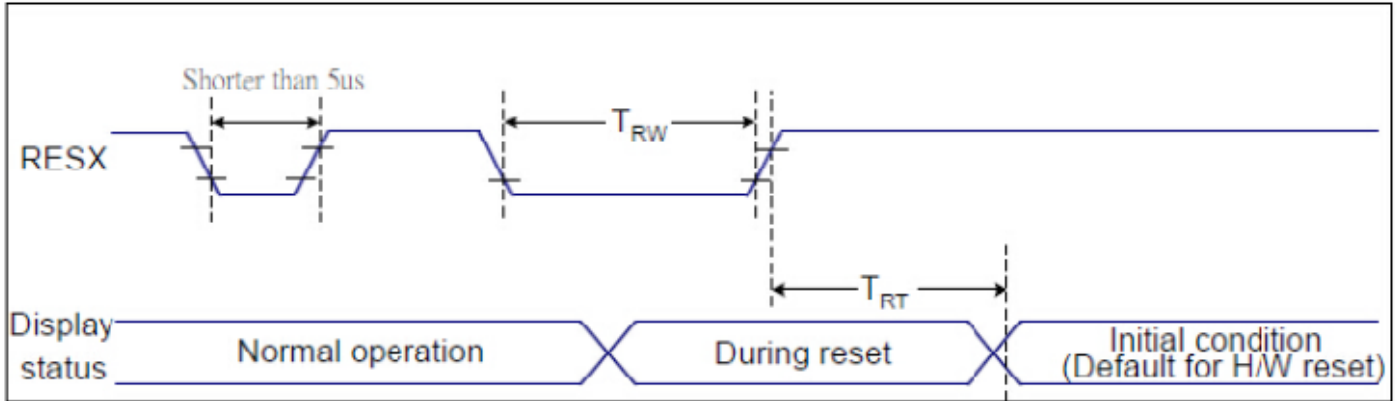 Shorter than 5us
RESX
TRW
TRT
Display
status
Normal operation
During reset
Initial condition
(Default for H/W reset)